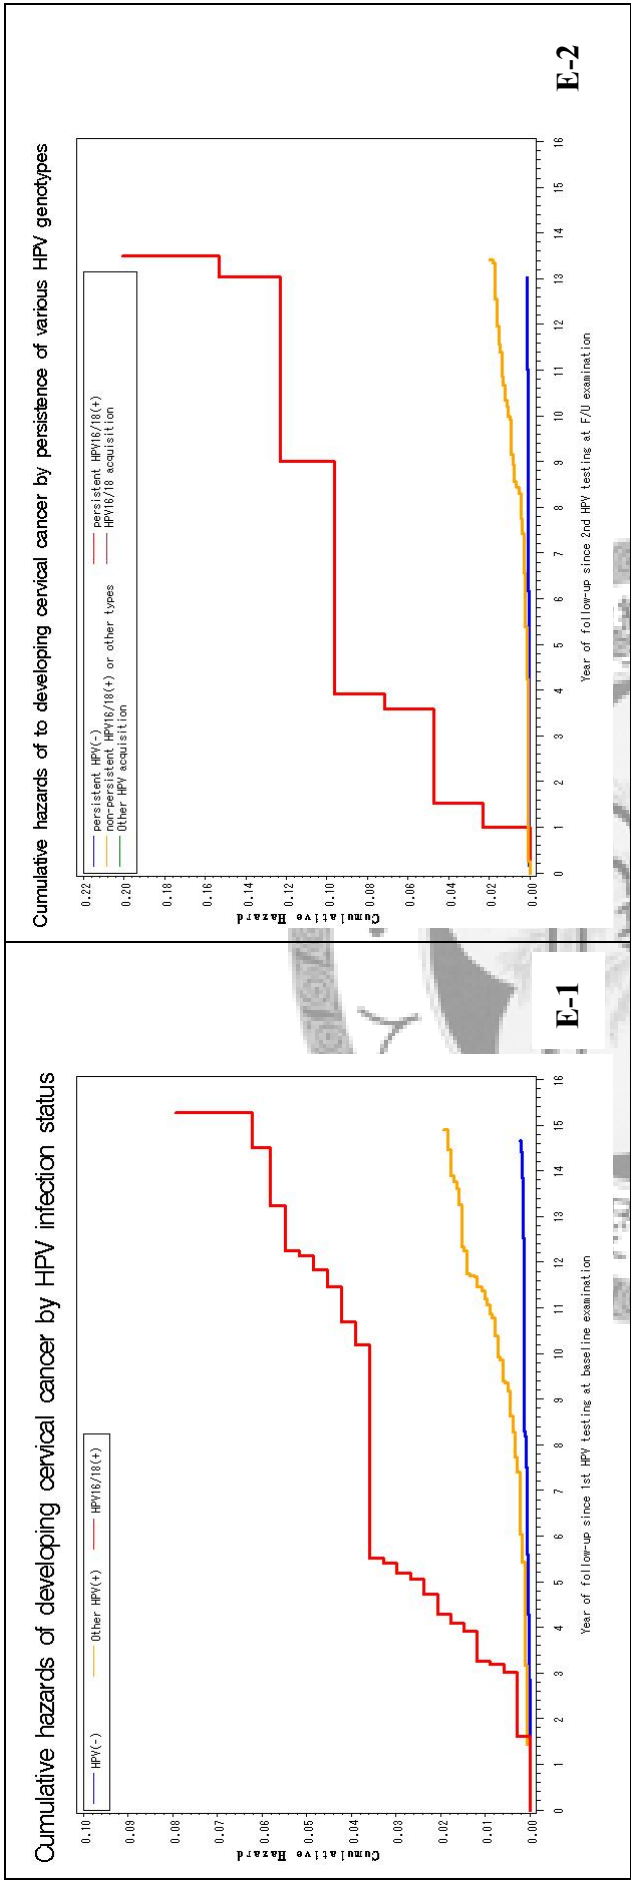 Cumulative hazards of developing cervical cancer by HPV infection status
HPV(-)
Other HPV(+)
HPV16/18(+)
Cumulative Hazard
0.10
0.09
0.08
0.07
0.06
0.05
0.04
0.03
0.02
0.01
0.00
0 1 2 3 4 5 6 7 8 9 10 11 12 13 14 15 16
Year of follow-up since 1st HPV testing at baseline examination
E-1
Cumulative hazards of to developing cervical cancer by persistence of various HPV genotypes
persistent HPV(-)
persistent HPV16/18(+)
non-persistent HPV16/18(+) or other types
HPV16/18 acquisition
Other HPV acquisition
Cumulative Hazard
0.22
0.20
0.18
0.16
0.14
0.12
0.10
0.08
0.06
0.04
0.02
0.00
0 1 2 3 4 5 6 7 8 9 10 11 12 13 14 15 16
Year of follow-up since 2nd HPV testing at F/U examination
E-2